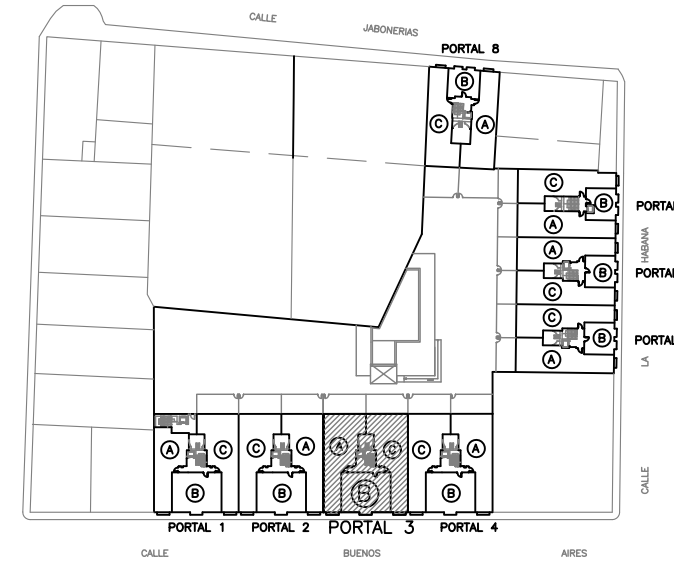 CALLE JABONERIAS
PORTAL 8
B
C A
C
B
PORTAL
A
HABANA
A
B
PORTAL
C
C
B
PORTAL
A
LA
A C C A A C C A
B B B B
CALLE
PORTAL 1 PORTAL 2 PORTAL 3 PORTAL 4
CALLE BUENOS AIRES